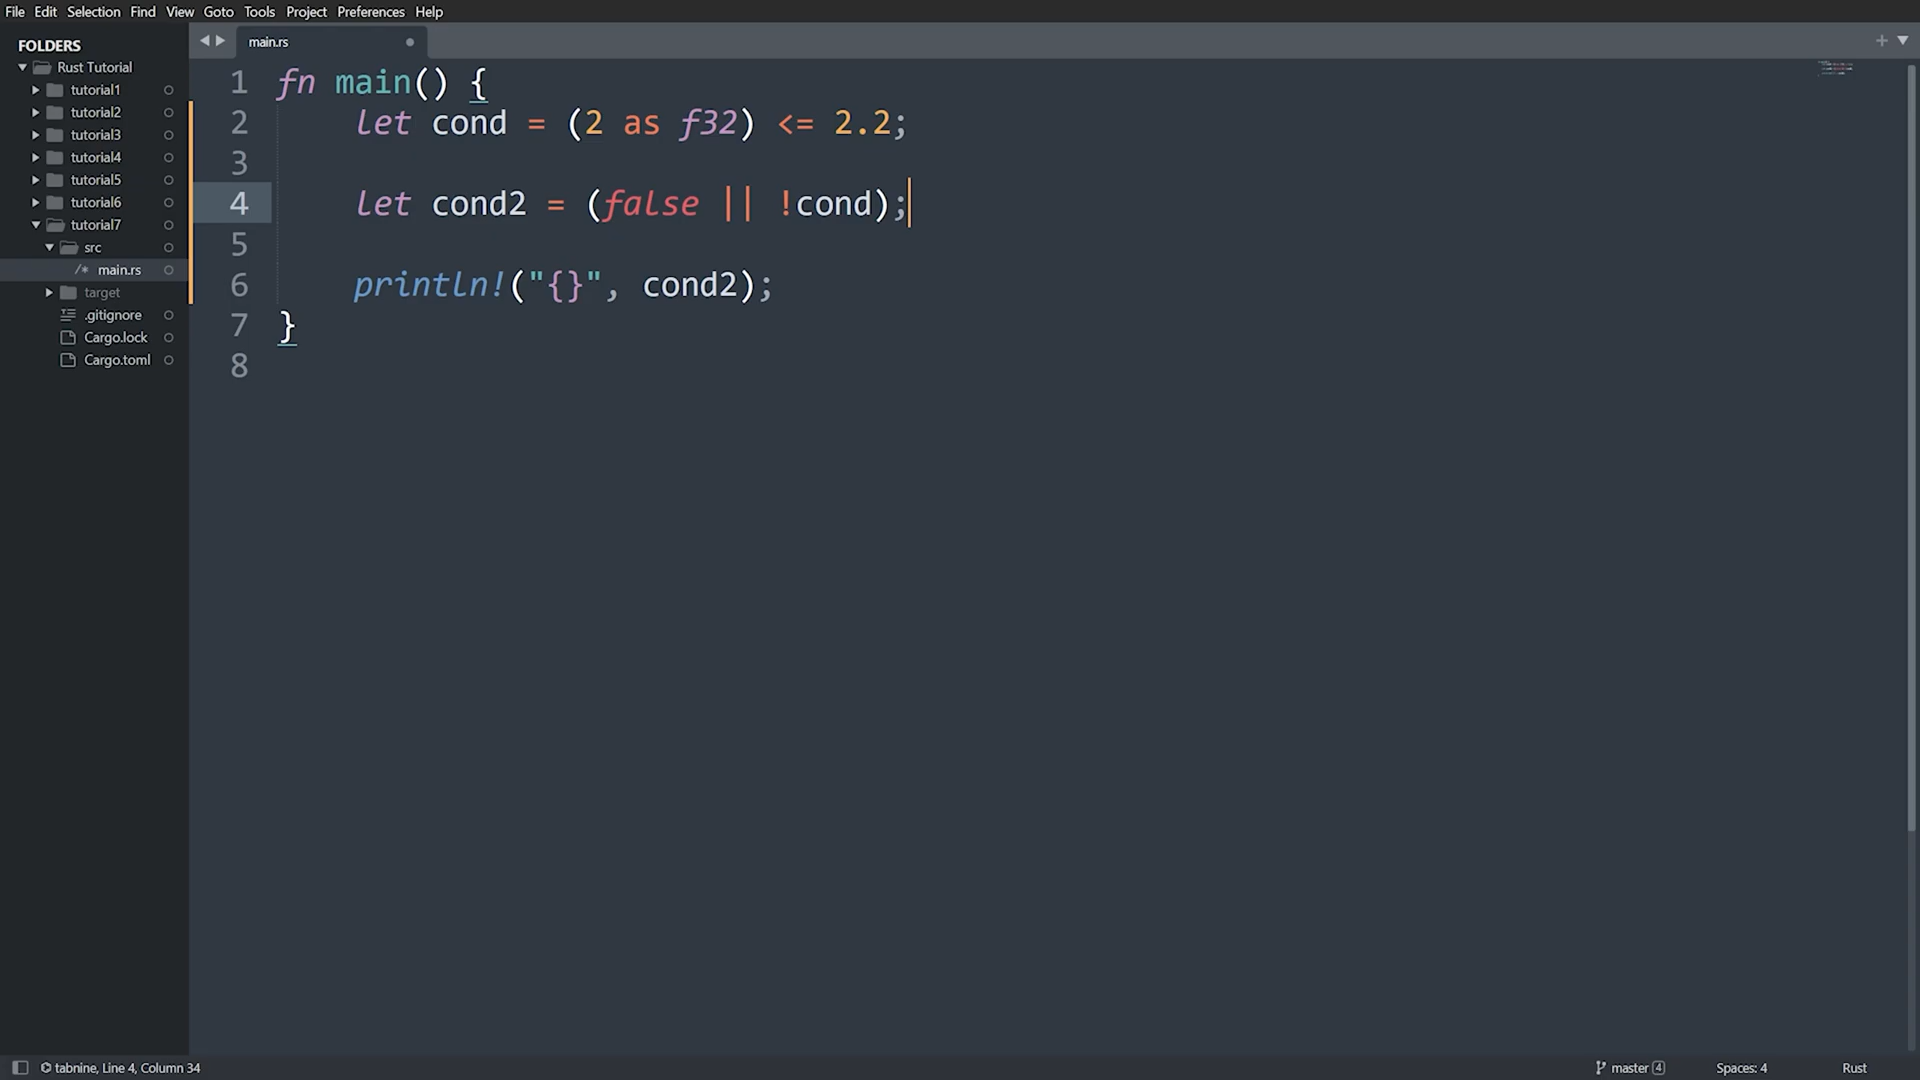 File Edit Selection Find View Goto Tools Project Preferences Help
FOLDERS
Rust Tutorial
tutorial1
tutorial2
tutorial3
tutorial4
tutorial5
tutorial6
tutorial7
src
/* main.rs
target
.gitignore
Cargo.lock
Cargo.toml
main.rs
1 fn main() {
2     let cond = (2 as f32) <= 2.2;
3
4     let cond2 = (false || !cond);
5
6     println!("{}", cond2);
7 }
8
tabnine, Line 4, Column 34
master 4
Spaces: 4
Rust